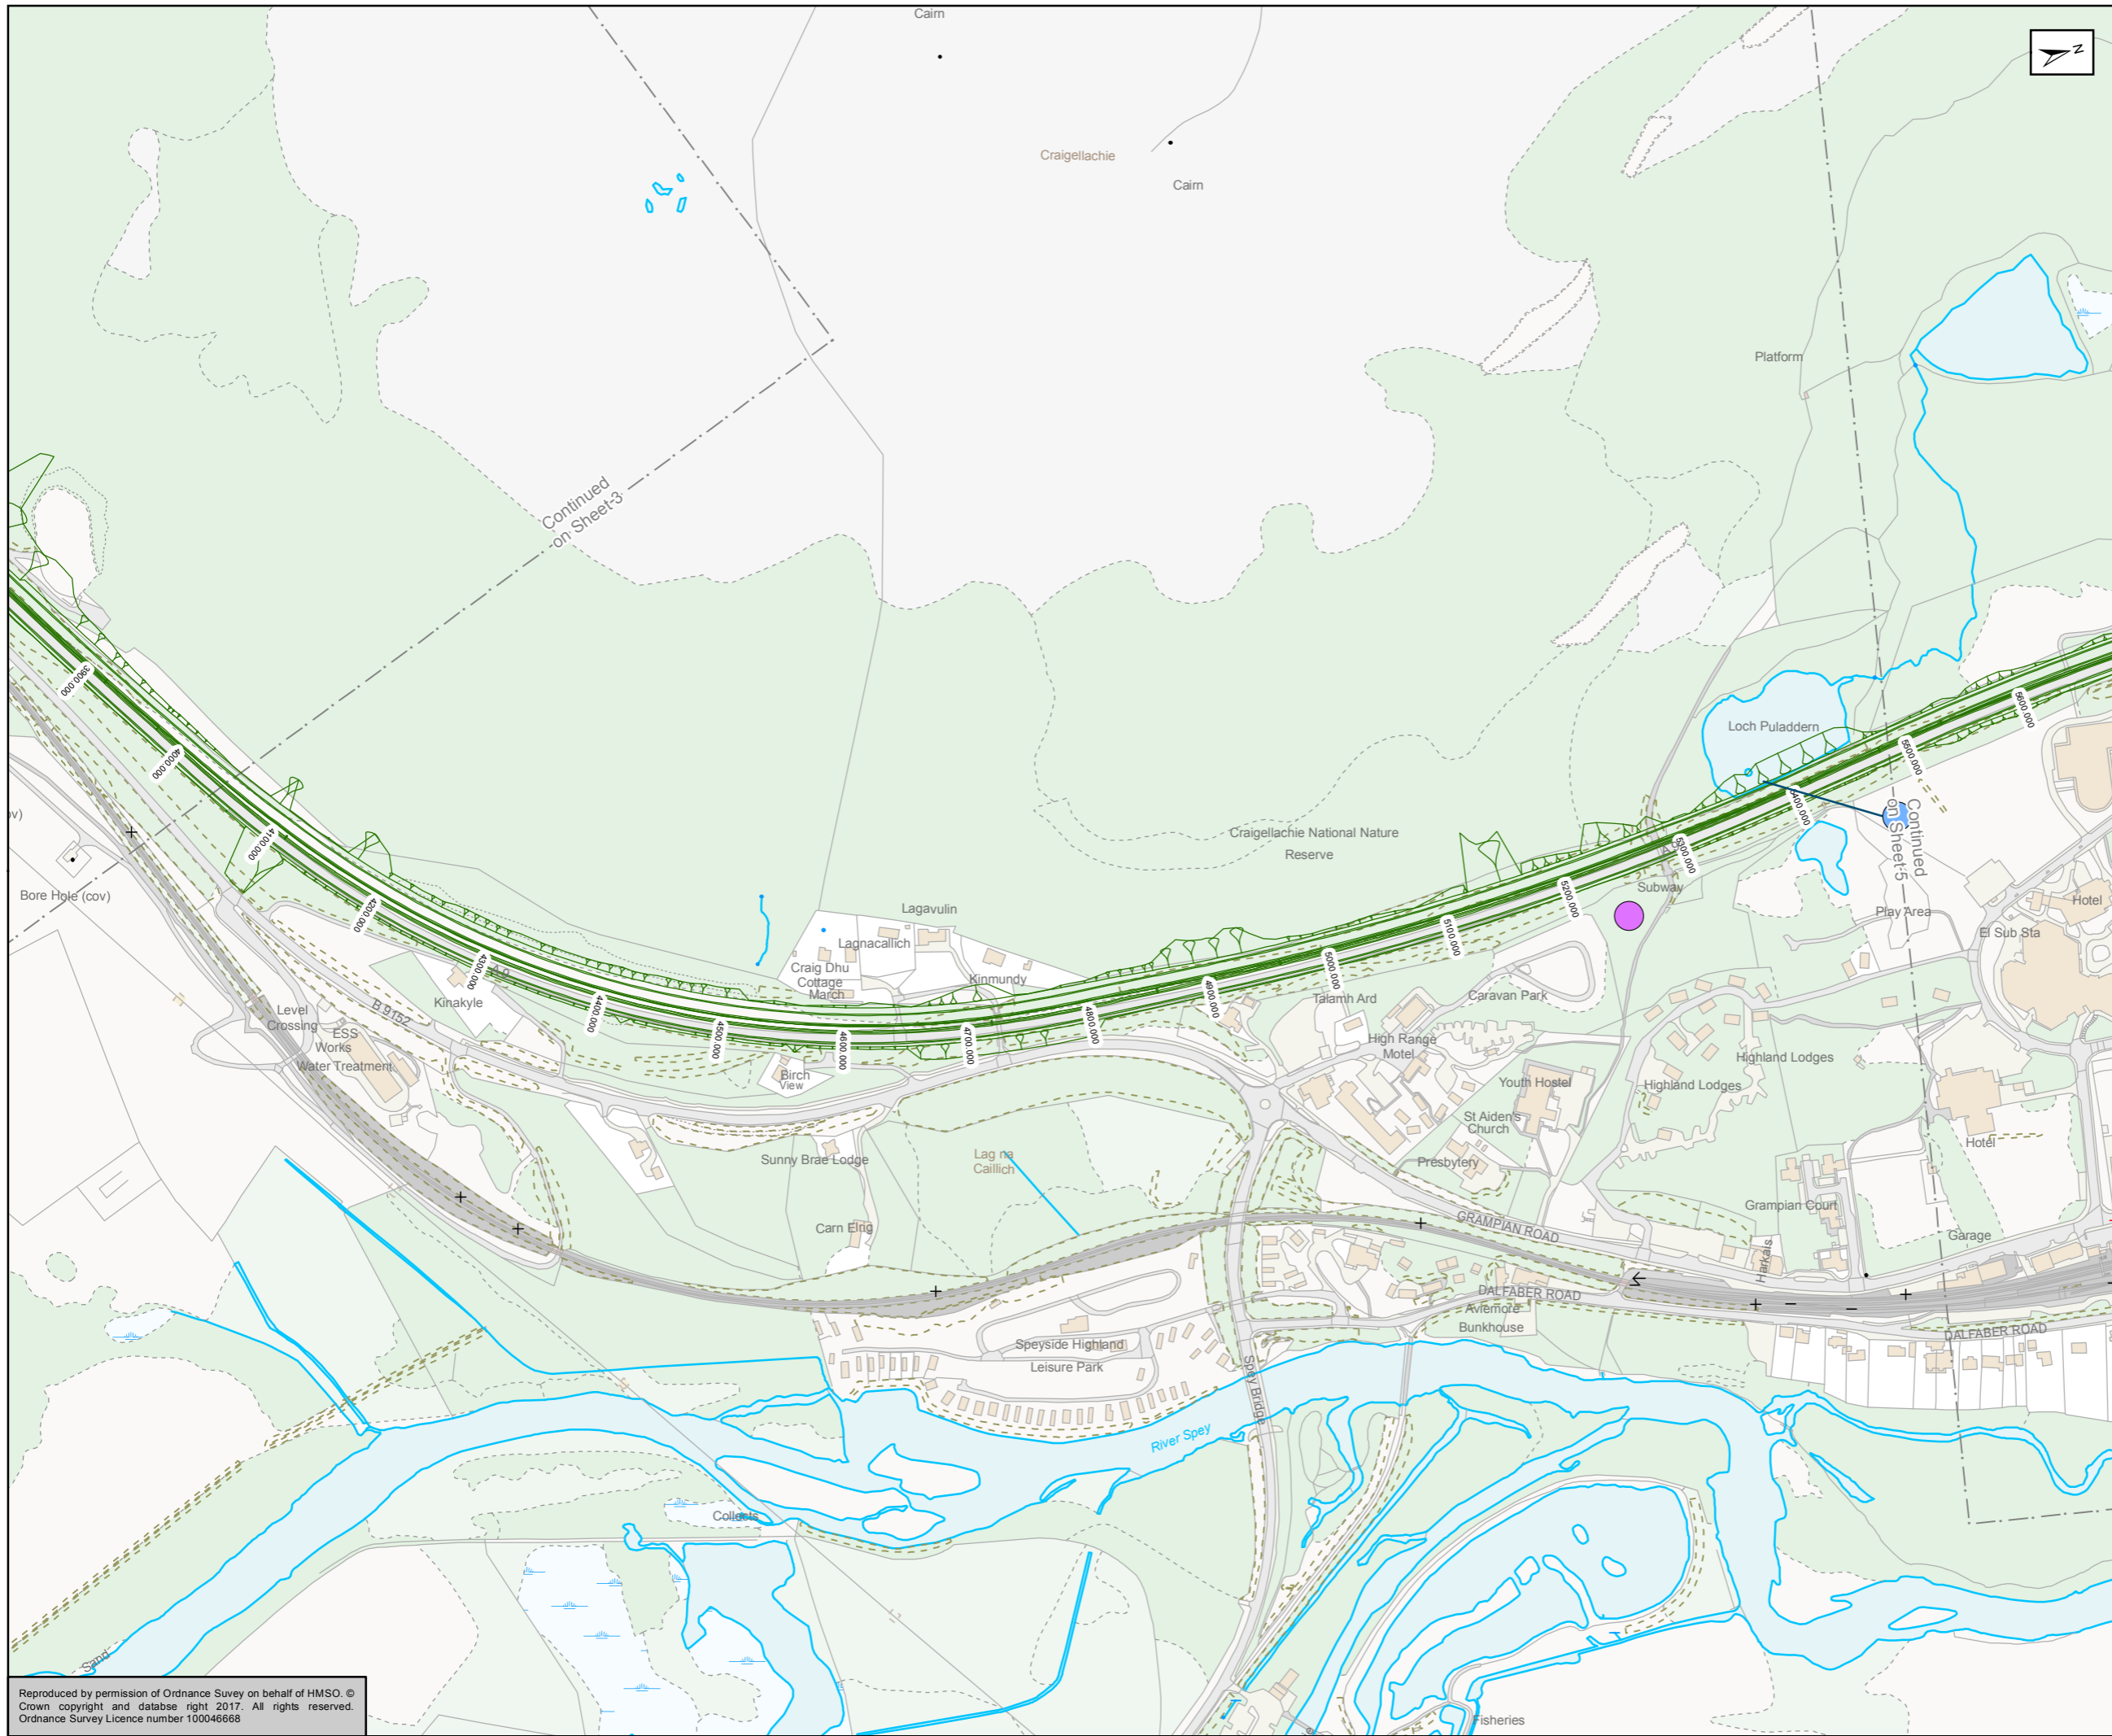 Cairn
N
Craigellachie
Cairn
Platform
Continued
on Sheet-3
3900.000
4000.000
4100.000
4200.000
4300.000
4400.000
4500.000
4600.000
4700.000
4800.000
4900.000
5000.000
5100.000
5200.000
5300.000
5400.000
5500.000
5600.000
Loch Puladdern
Continued
on Sheet-5
Craigellachie National Nature
Reserve
Subway
Play Area
Hotel
El Sub Sta
ov)
Bore Hole (cov)
Lagavulin
Lagnacallich
Craig Dhu
Cottage
March
Kinmundy
A 9
Kinakyle
B 9152
Level
Crossing
ESS
Works
Water Treatment
Birch
View
Talamh Ard
Caravan Park
High Range
Motel
Youth Hostel
Highland Lodges
Highland Lodges
St Aiden's
Church
Presbytery
Hotel
Sunny Brae Lodge
Lag na
Caillich
Carn Eilrig
Grampian Court
GRAMPIAN ROAD
Garage
Harkais
DALFABER ROAD
Aviemore
Bunkhouse
DALFABER ROAD
Speyside Highland
Leisure Park
Spey Bridge
River Spey
Collects
Sand
Fisheries
Reproduced by permission of Ordnance Suvey on behalf of HMSO. ©
Crown copyright and databse right 2017. All rights reserved.
Ordnance Survey Licence number 100046668